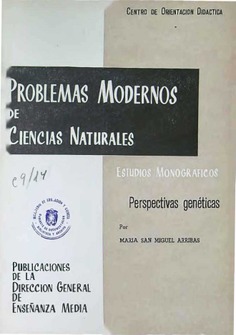 CENTRO DE ORIENTACION DIDACTICA
PROBLEMAS MODERNOS
DE
CIENCIAS NATURALES
ESTUDIOS MONOGRAFICOS
Perspectivas genéticas
Por
MARIA SAN MIGUEL ARRIBAS
PUBLICACIONES
DE LA
DIRECCION GENERAL
DE
ENSEÑANZA MEDIA